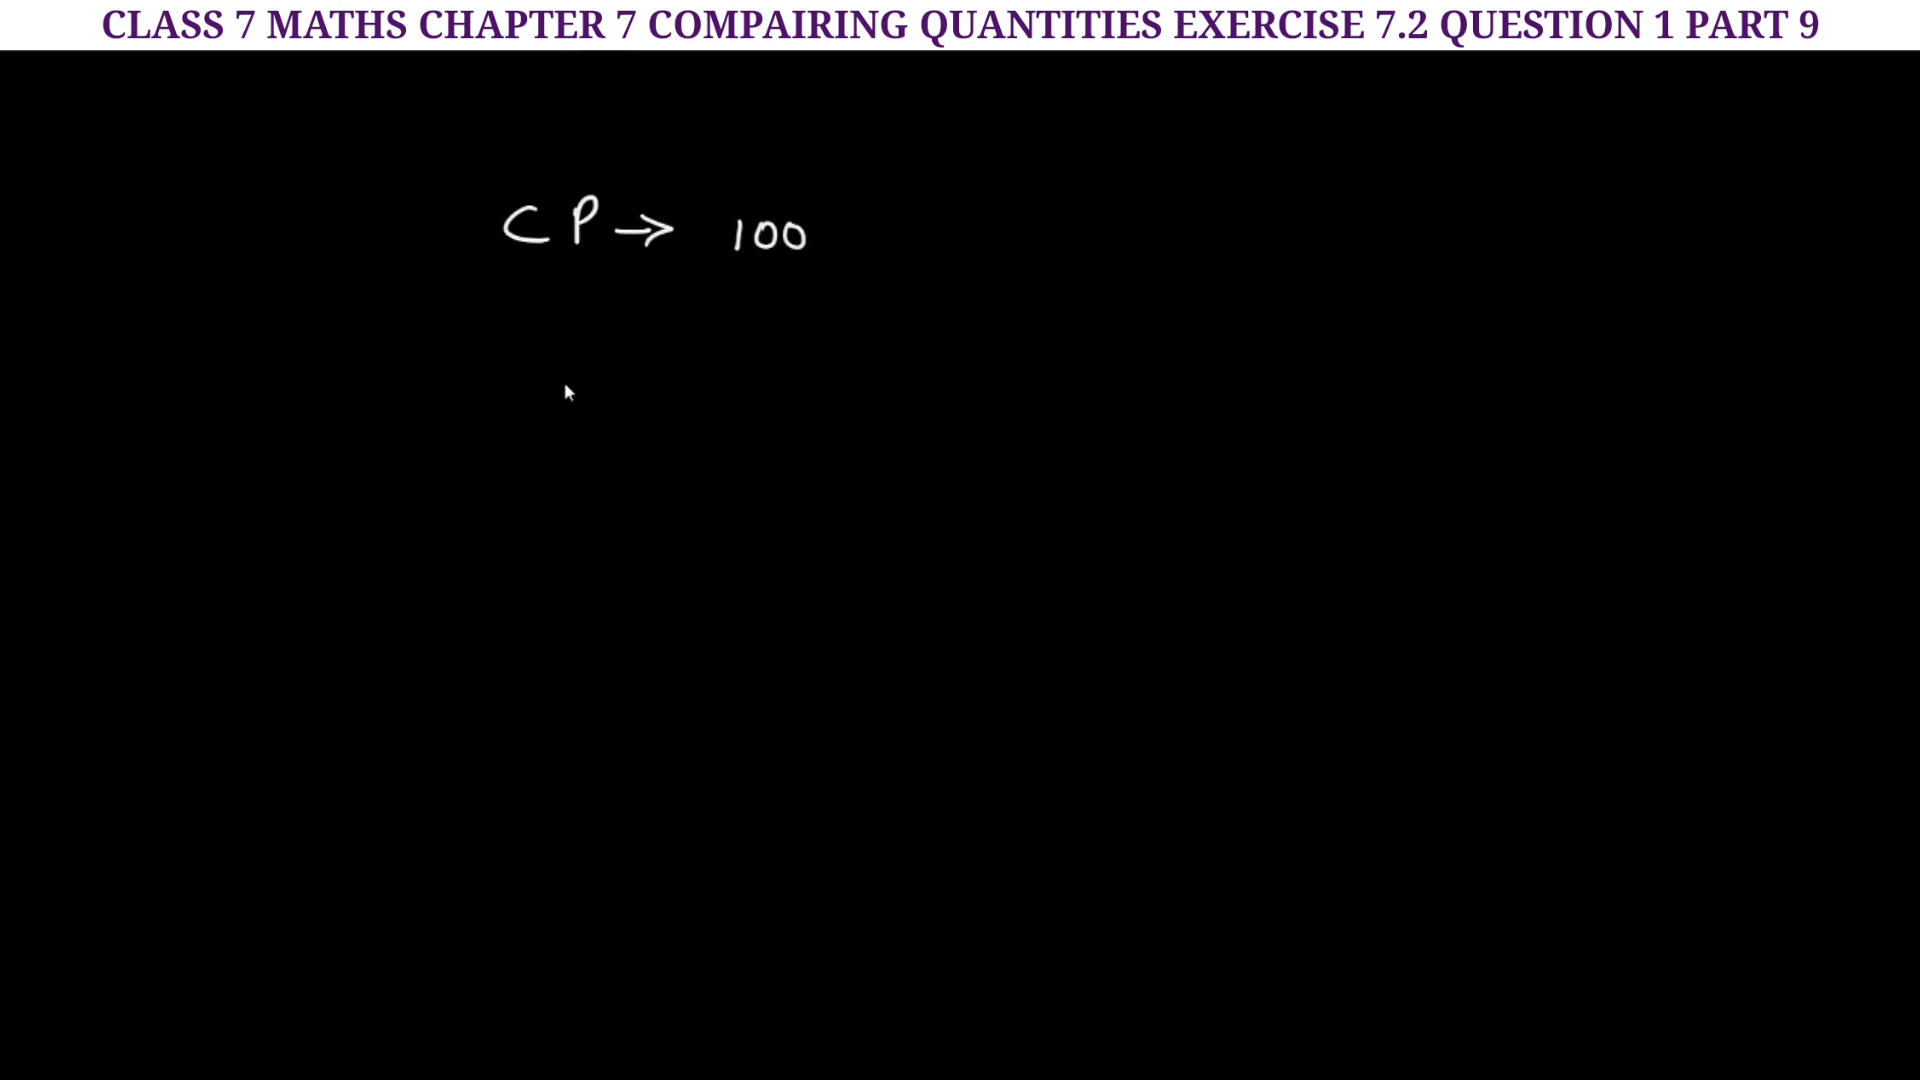 CLASS 7 MATHS CHAPTER 7 COMPAIRING QUANTITIES EXERCISE 7.2 QUESTION 1 PART 9
CP → 100